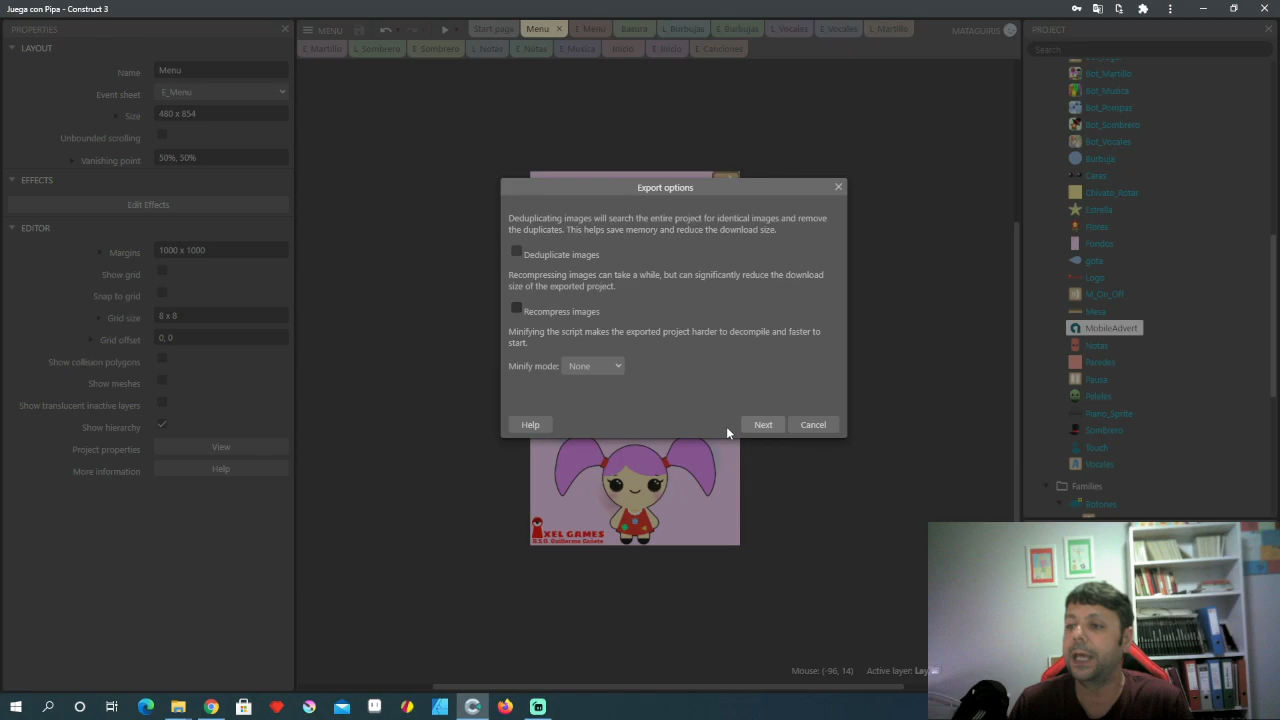 Juega con Pipa - Construct 3
PROPERTIES
LAYOUT
Name
Menu
Event sheet
E_Menu
Size
480 x 854
Unbounded scrolling
Vanishing point
50%, 50%
EFFECTS
Edit Effects
EDITOR
Margins
1000 x 1000
Show grid
Snap to grid
Grid size
8 x 8
Grid offset
0, 0
Show collision polygons
Show meshes
Show translucent inactive layers
Show hierarchy
Project properties
View
More information
Help
MENU
Start page
Menu
E_Menu
Basura
L_Burbujas
E_Burbujas
L_Vocales
E_Vocales
L_Martillo
MATAGUIRIS
E_Martillo
L_Sombrero
E_Sombrero
L_Notas
E_Notas
E_Musica
Inicio
E_Inicio
E_Canciones
Export options
Deduplicating images will search the entire project for identical images and remove
the duplicates. This helps save memory and reduce the download size.
Deduplicate images
Recompressing images can take a while, but can significantly reduce the download
size of the exported project.
Recompress images
Minifying the script makes the exported project harder to decompile and faster to
start.
Minify mode: None
Help
Next
Cancel
AXEL GAMES
B.S.O. Guillermo Cañete
Mouse: (-96, 14)
Active layer: Lay
PROJECT
Search
Bot_Martillo
Bot_Musica
Bot_Pompas
Bot_Sombrero
Bot_Vocales
Burbuja
Caras
Chivato_Rotar
Estrella
Flores
Fondos
gota
Logo
M_On_Off
Mesa
MobileAdvert
Notas
Paredes
Pausa
Peleles
Piano_Sprite
Sombrero
Touch
Vocales
Families
Botones